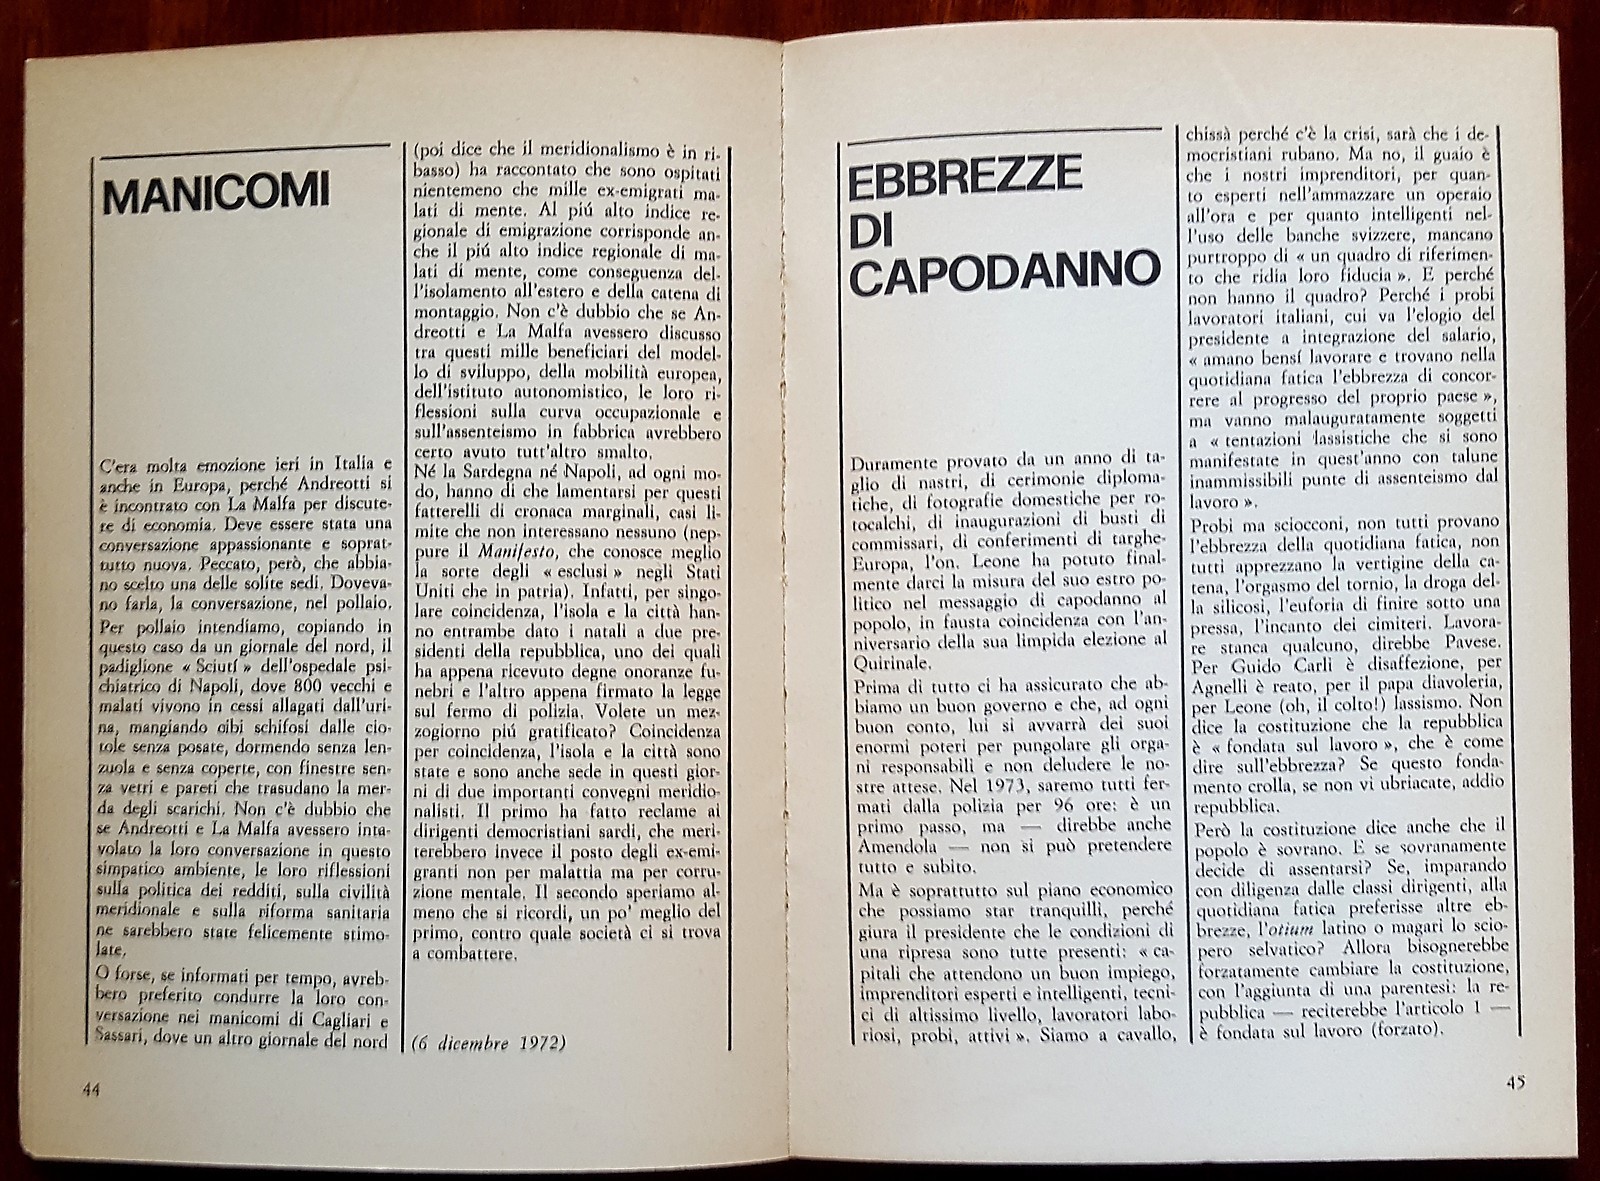 MANICOMI
C'era molta emozione ieri in Italia e
anche in Europa, perché Andreotti si
è incontrato con La Malfa per discute-
re di economia. Deve essere stata una
conversazione appassionante e soprat-
tutto nuova. Peccato, però, che abbia-
no scelto una delle solite sedi. Doveva-
no farla, la conversazione, nel pollaio.
Per pollaio intendiamo, copiando in
questo caso da un giornale del nord, il
padiglione « Sciutí » dell'ospedale psi-
chiatrico di Napoli, dove 800 vecchi e
malati vivono in cessi allagati dall'uri-
na, mangiando cibi schifosi dalle cio-
tole senza posate, dormendo senza len-
zuola e senza coperte, con finestre sen-
za vetri e pareti che trasudano la mer-
da degli scarichi. Non c'è dubbio che
se Andreotti e La Malfa avessero inta-
volato la loro conversazione in questo
simpatico ambiente, le loro riflessioni
sulla politica dei redditi, sulla civiltà
meridionale e sulla riforma sanitaria
ne sarebbero state felicemente stimo-
late.
O forse, se informati per tempo, avreb-
bero preferito condurre la loro con-
versazione nei manicomi di Cagliari e
Sassari, dove un altro giornale del nord
(poi dice che il meridionalismo è in ri-
basso) ha raccontato che sono ospitati
nientemeno che mille ex-emigrati ma-
lati di mente. Al piú alto indice re-
gionale di emigrazione corrisponde an-
che il piú alto indice regionale di ma-
lati di mente, come conseguenza del-
l'isolamento all'estero e della catena di
montaggio. Non c'è dubbio che se An-
dreotti e La Malfa avessero discusso
tra questi mille beneficiari del model-
lo di sviluppo, della mobilità europea,
dell'istituto autonomistico, le loro ri-
flessioni sulla curva occupazionale e
sull'assenteismo in fabbrica avrebbero
certo avuto tutt'altro smalto.
Né la Sardegna né Napoli, ad ogni mo-
do, hanno di che lamentarsi per questi
fatterelli di cronaca marginali, casi li-
mite che non interessano nessuno (nep-
pure il Manifesto, che conosce meglio
la sorte degli « esclusi » negli Stati
Uniti che in patria). Infatti, per singo-
lare coincidenza, l'isola e la città han-
no entrambe dato i natali a due pre-
sidenti della repubblica, uno dei quali
ha appena ricevuto degne onoranze fu-
nebri e l'altro appena firmato la legge
sul fermo di polizia. Volete un mez-
zogiorno piú gratificato? Coincidenza
per coincidenza, l'isola e la città sono
state e sono anche sede in questi gior-
ni di due importanti convegni meridio-
nalisti. Il primo ha fatto reclame ai
dirigenti democristiani sardi, che meri-
terebbero invece il posto degli ex-emi-
granti non per malattia ma per corru-
zione mentale. Il secondo speriamo al-
meno che si ricordi, un po' meglio del
primo, contro quale società ci si trova
a combattere.
(6 dicembre 1972)
44
EBBREZZE
DI
CAPODANNO
Duramente provato da un anno di ta-
glio di nastri, di cerimonie diploma-
tiche, di fotografie domestiche per ro-
tocalchi, di inaugurazioni di busti di
commissari, di conferimenti di targhe-
Europa, l'on. Leone ha potuto final-
mente darci la misura del suo estro po-
litico nel messaggio di capodanno al
popolo, in fausta coincidenza con l'an-
niversario della sua limpida elezione al
Quirinale.
Prima di tutto ci ha assicurato che ab-
biamo un buon governo e che, ad ogni
buon conto, lui si avvarrà dei suoi
enormi poteri per pungolare gli orga-
ni responsabili e non deludere le no-
stre attese. Nel 1973, saremo tutti fer-
mati dalla polizia per 96 ore: è un
primo passo, ma — direbbe anche
Amendola — non si può pretendere
tutto e subito.
Ma è soprattutto sul piano economico
che possiamo star tranquilli, perché
giura il presidente che le condizioni di
una ripresa sono tutte presenti: « ca-
pitali che attendono un buon impiego,
imprenditori esperti e intelligenti, tecni-
ci di altissimo livello, lavoratori labo-
riosi, probi, attivi ». Siamo a cavallo,
chissà perché c'è la crisi, sarà che i de-
mocristiani rubano. Ma no, il guaio è
che i nostri imprenditori, per quan-
to esperti nell'ammazzare un operaio
all'ora e per quanto intelligenti nel-
l'uso delle banche svizzere, mancano
purtroppo di « un quadro di riferimen-
to che ridia loro fiducia ». E perché
non hanno il quadro? Perché i probi
lavoratori italiani, cui va l'elogio del
presidente a integrazione del salario,
« amano bensí lavorare e trovano nella
quotidiana fatica l'ebbrezza di concor-
rere al progresso del proprio paese »,
ma vanno malauguratamente soggetti
a « tentazioni lassistiche che si sono
manifestate in quest'anno con talune
inammissibili punte di assenteismo dal
lavoro ».
Probi ma sciocconi, non tutti provano
l'ebbrezza della quotidiana fatica, non
tutti apprezzano la vertigine della ca-
tena, l'orgasmo del tornio, la droga del-
la silicosi, l'euforia di finire sotto una
pressa, l'incanto dei cimiteri. Lavora-
re stanca qualcuno, direbbe Pavese.
Per Guido Carli è disaffezione, per
Agnelli è reato, per il papa diavoleria,
per Leone (oh, il colto!) lassismo. Non
dice la costituzione che la repubblica
è « fondata sul lavoro », che è come
dire sull'ebbrezza? Se questo fonda-
mento crolla, se non vi ubriacate, addio
repubblica.
Però la costituzione dice anche che il
popolo è sovrano. E se sovranamente
decide di assentarsi? Se, imparando
con diligenza dalle classi dirigenti, alla
quotidiana fatica preferisse altre eb-
brezze, l'otium latino o magari lo scio-
pero selvatico? Allora bisognerebbe
forzatamente cambiare la costituzione,
con l'aggiunta di una parentesi: la re-
pubblica — reciterebbe l'articolo 1 —
è fondata sul lavoro (forzato).
45